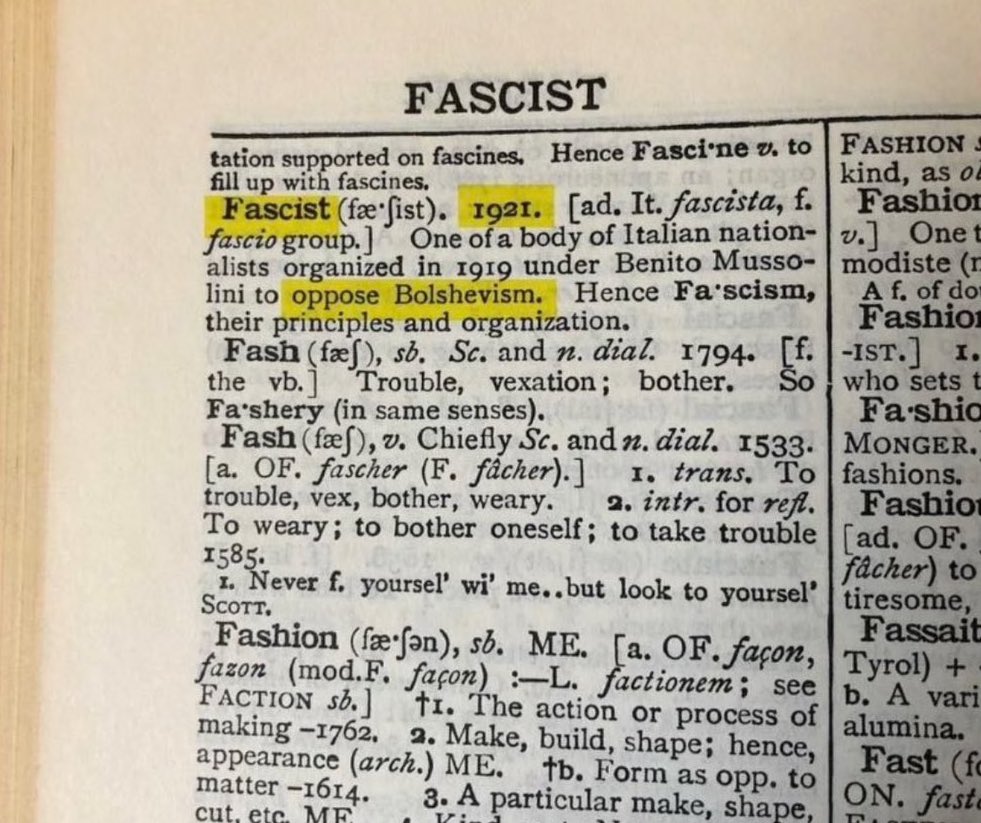 FASCIST
tation supported on fascines. Hence Fasci·ne v. to
fill up with fascines.
Fascist (fæ·ʃist). 1921. [ad. It. fascista, f.
fascio group.] One of a body of Italian nation-
alists organized in 1919 under Benito Musso-
lini to oppose Bolshevism. Hence Fa·scism,
their principles and organization.
Fash (fæʃ), sb. Sc. and n. dial. 1794. [f.
the vb.] Trouble, vexation; bother. So
Fa·shery (in same senses).
Fash (fæʃ), v. Chiefly Sc. and n. dial. 1533.
[a. OF. fascher (F. fâcher).] 1. trans. To
trouble, vex, bother, weary. 2. intr. for refl.
To weary; to bother oneself; to take trouble
1585.
1. Never f. yoursel' wi' me..but look to yoursel'
SCOTT.
Fashion (fæ·ʃən), sb. ME. [a. OF. façon,
fazon (mod.F. façon) :—L. factionem; see
FACTION sb.] †1. The action or process of
making –1762. 2. Make, build, shape; hence,
appearance (arch.) ME. †b. Form as opp. to
matter –1614. 3. A particular make, shape,
cut, etc. ME.
FASHION
kind, as
Fashion
v.] One
modiste
A f. of
Fashion
-IST.] 1.
who sets
Fa·shio
MONGER.
fashions.
Fashion
[ad. OF.
fâcher) to
tiresome,
Fassait
Tyrol) +
b. A vari
alumina.
Fast
ON.